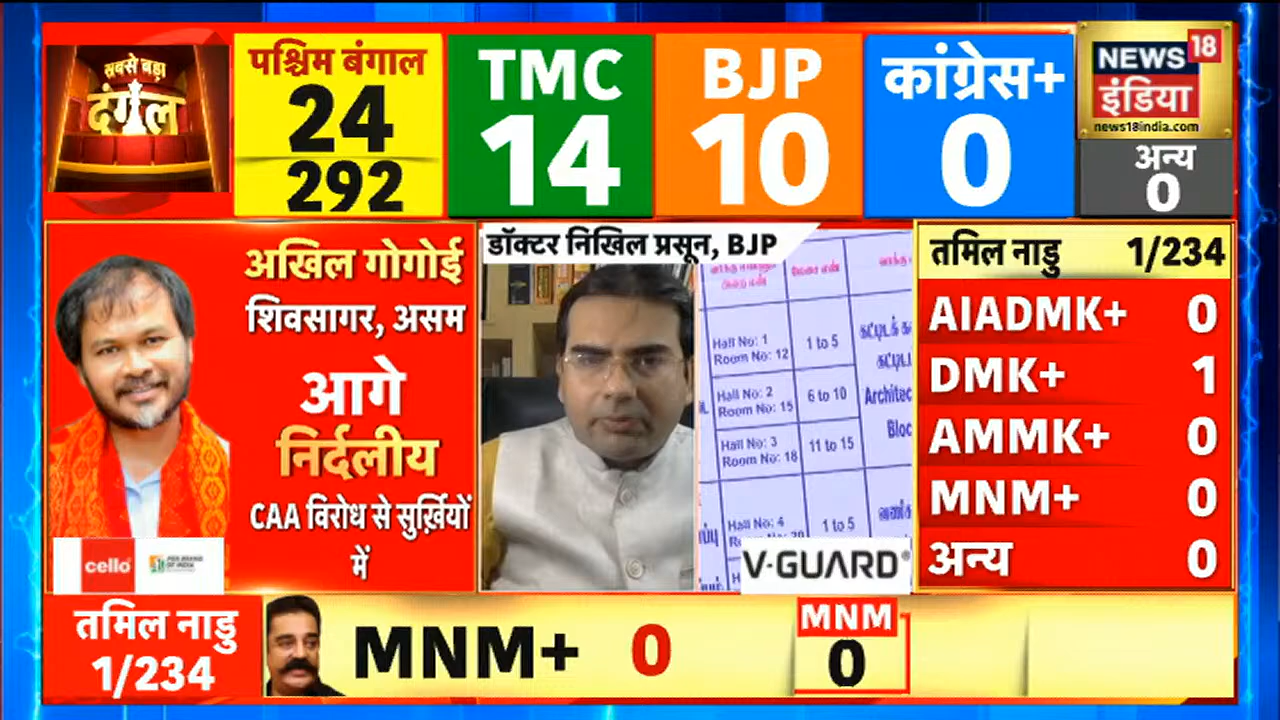 सबसे बड़ा
दंगल
पश्चिम बंगाल
24
292
TMC
14
BJP
10
कांग्रेस+
0
NEWS 18
इंडिया
news18india.com
अन्य
0
अखिल गोगोई
शिवसागर, असम
आगे
निर्दलीय
CAA विरोध से सुर्ख़ियों
में
cello
डॉक्टर निखिल प्रसून, BJP
Hall No: 1
Room No: 12
1 to 5
Hall No: 2
Room No: 15
6 to 10
Architec
Hall No: 3
Room No: 18
11 to 15
Bloc
Hall No: 4
1 to 5
V-GUARD
तमिल नाडु 1/234
AIADMK+ 0
DMK+ 1
AMMK+ 0
MNM+ 0
अन्य 0
तमिल नाडु
1/234
MNM+ 0
MNM
0